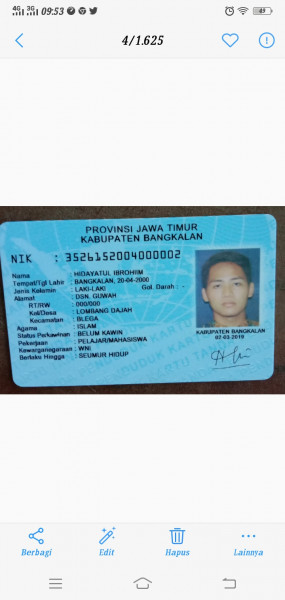 4G 3G 09:53 49
4/1.625
PROVINSI JAWA TIMUR
KABUPATEN BANGKALAN
NIK : 3526152004000002
Nama : HIDAYATUL IBROHIIM
Tempat/Tgl Lahir : BANGKALAN, 20-04-2000
Jenis Kelamin : LAKI-LAKI Gol. Darah : -
Alamat : DSN. GUWAH
RT/RW : 000/000
Kel/Desa : LOMBANG DAJAH
Kecamatan : BLEGA
Agama : ISLAM
Status Perkawinan : BELUM KAWIN
Pekerjaan : PELAJAR/MAHASISWA
Kewarganegaraan : WNI
Berlaku Hingga : SEUMUR HIDUP
KABUPATEN BANGKALAN
07-03-2018
Berbagi Edit Hapus Lainnya